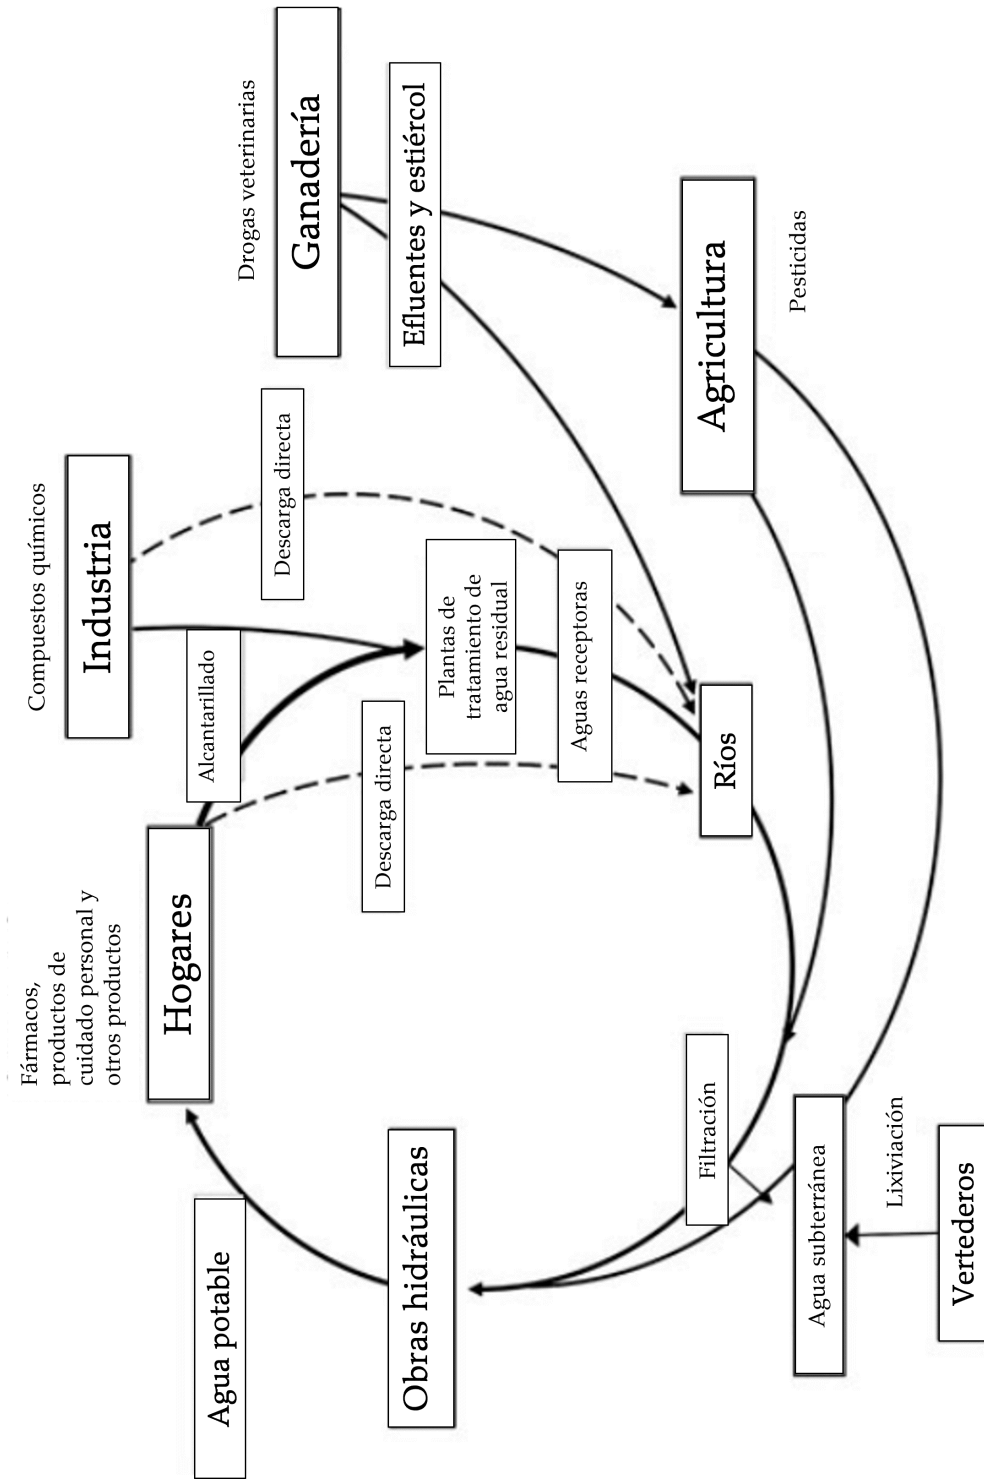 Fármacos,
productos de
cuidado personal y
otros productos
Hogares
Compuestos químicos
Industria
Drogas veterinarias
Ganadería
Efluentes y estiércol
Alcantarillado
Descarga directa
Descarga directa
Plantas de
tratamiento de
agua residual
Aguas receptoras
Agua potable
Obras hidráulicas
Ríos
Agricultura
Pesticidas
Filtración
Agua subterránea
Lixiviación
Vertederos